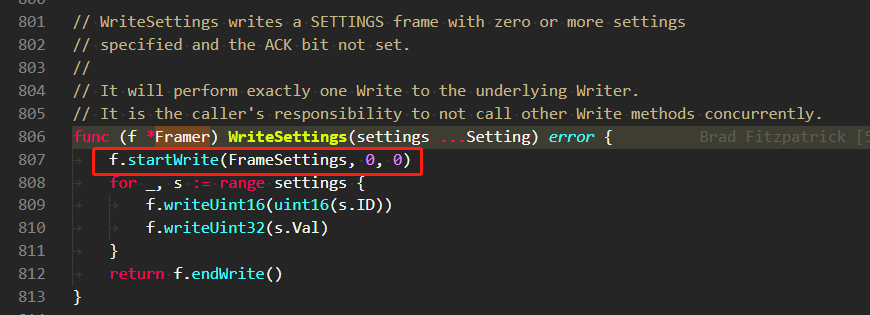 801 // WriteSettings writes a SETTINGS frame with zero or more settings
802 // specified and the ACK bit not set.
803 //
804 // It will perform exactly one Write to the underlying Writer.
805 // It is the caller's responsibility to not call other Write methods concurrently.
806 func (f *Framer) WriteSettings(settings ...Setting) error { Brad Fitzpatrick [5
807 f.startWrite(FrameSettings, 0, 0)
808 for _, s := range settings {
809 f.writeUint16(uint16(s.ID))
810 f.writeUint32(s.Val)
811 }
812 return f.endWrite()
813 }